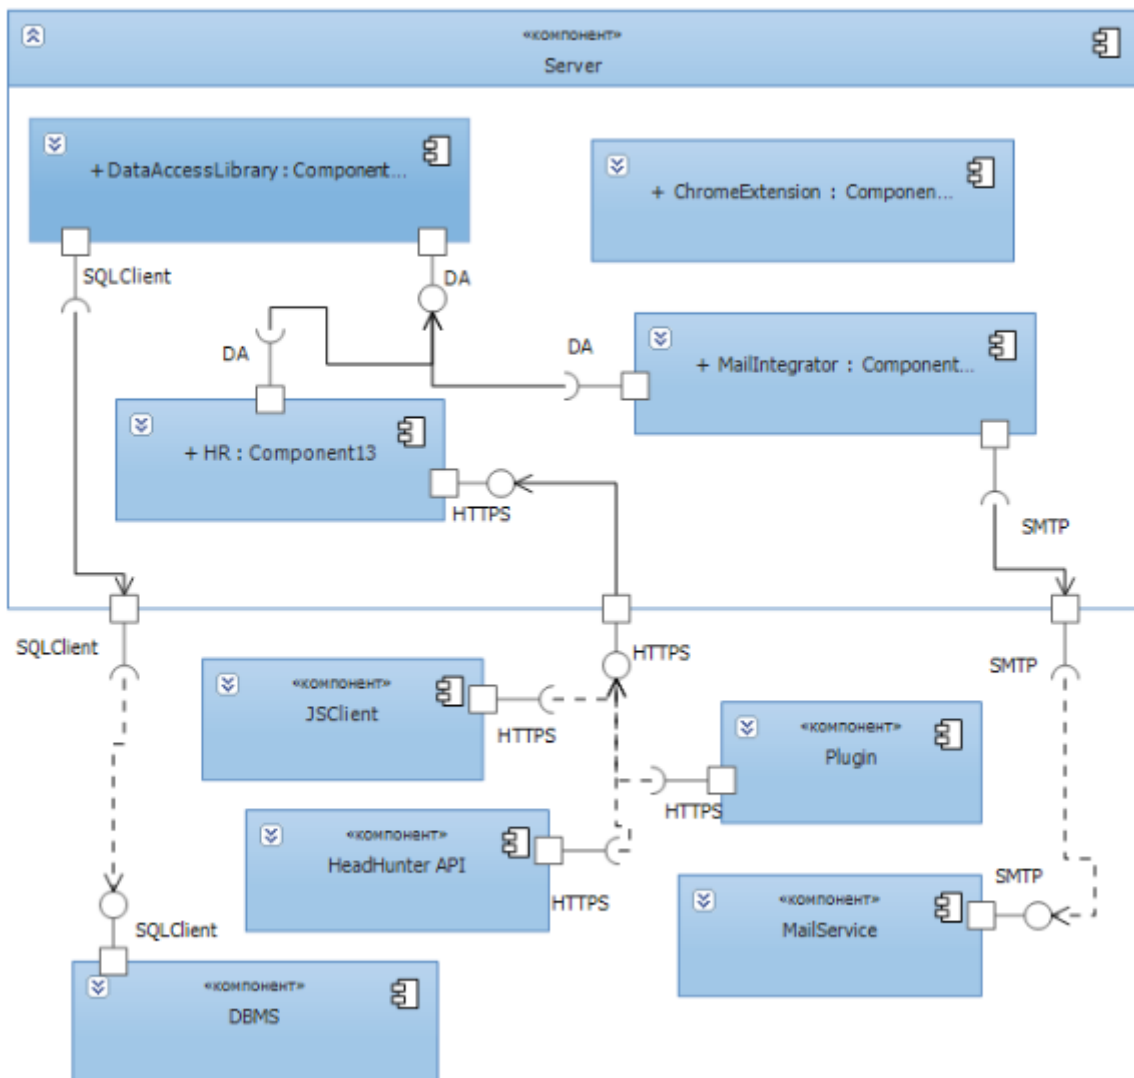 «компонент»
Server
+ DataAccessLibrary : Component...
+ ChromeExtension : Componen...
SQLClient
DA
DA
DA
+ MailIntegrator : Component...
+ HR : Component13
HTTPS
SMTP
SQLClient
HTTPS
SMTP
«компонент»
JSClient
HTTPS
«компонент»
Plugin
HTTPS
«компонент»
HeadHunter API
HTTPS
SMTP
«компонент»
MailService
SQLClient
«компонент»
DBMS